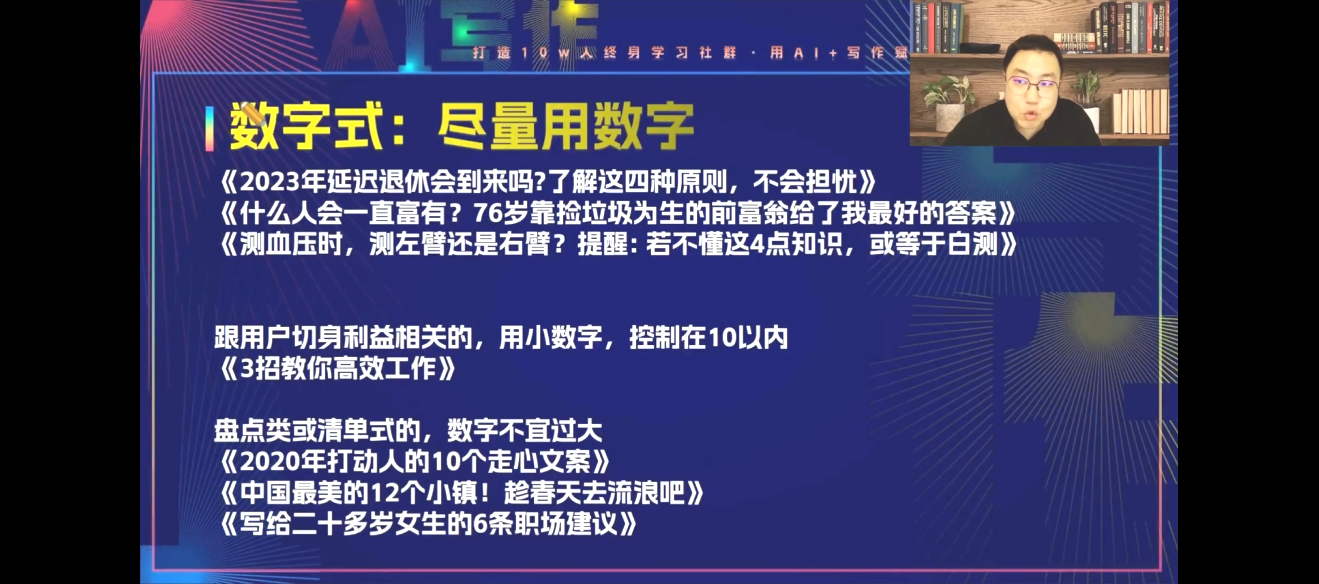 AI写作
打造10w人终身学习社群·用AI+写作赋
数字式：尽量用数字
《2023年延迟退休会到来吗?了解这四种原则，不会担忧》
《什么人会一直富有？76岁靠捡垃圾为生的前富翁给了我最好的答案》
《测血压时，测左臂还是右臂？提醒：若不懂这4点知识，或等于白测》
跟用户切身利益相关的，用小数字，控制在10以内
《3招教你高效工作》
盘点类或清单式的，数字不宜过大
《2020年打动人的10个走心文案》
《中国最美的12个小镇！趁春天去流浪吧》
《写给二十多岁女生的6条职场建议》